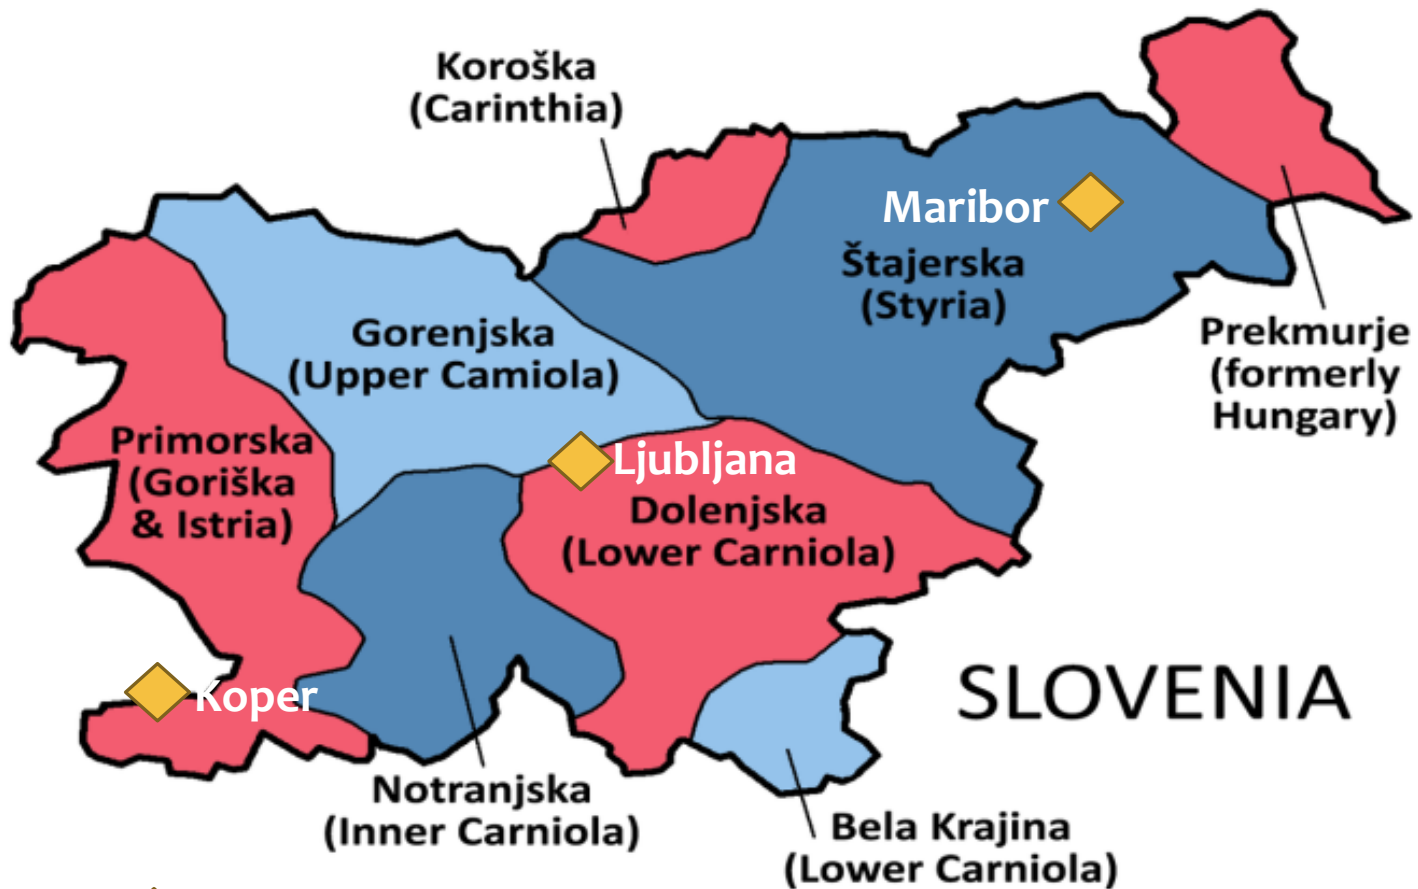 Koroška
(Carinthia)
Maribor
Štajerska
(Styria)
Gorenjska
(Upper Camiola)
Prekmurje
(formerly
Hungary)
Primorska
(Goriška
& Istria)
Ljubljana
Dolenjska
(Lower Carniola)
Koper
SLOVENIA
Notranjska
(Inner Carniola)
Bela Krajina
(Lower Carniola)